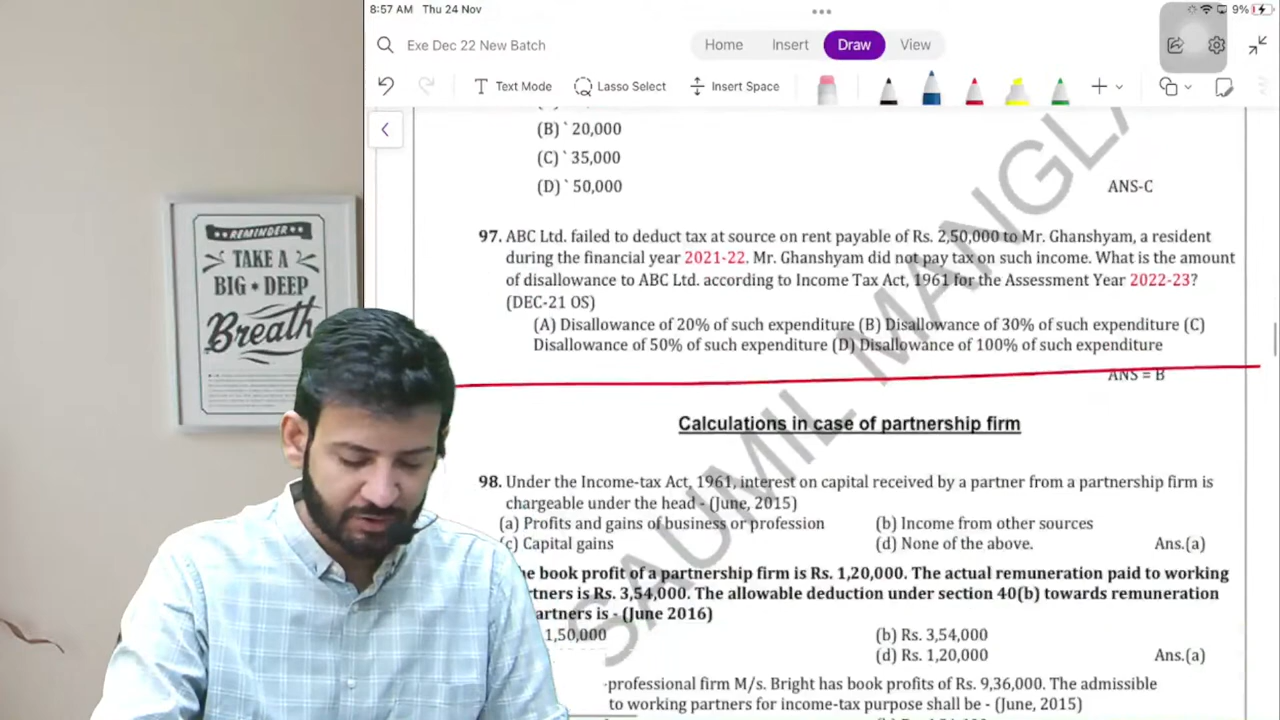 8:57 AM Thu 24 Nov
9%
Exe Dec 22 New Batch
Home Insert Draw View
Text Mode Lasso Select Insert Space
(B) ` 20,000
(C) ` 35,000
(D) ` 50,000 ANS-C
97. ABC Ltd. failed to deduct tax at source on rent payable of Rs. 2,50,000 to Mr. Ghanshyam, a resident
during the financial year 2021-22. Mr. Ghanshyam did not pay tax on such income. What is the amount
of disallowance to ABC Ltd. according to Income Tax Act, 1961 for the Assessment Year 2022-23?
(DEC-21 OS)
(A) Disallowance of 20% of such expenditure (B) Disallowance of 30% of such expenditure (C)
Disallowance of 50% of such expenditure (D) Disallowance of 100% of such expenditure
ANS = B
Calculations in case of partnership firm
98. Under the Income-tax Act, 1961, interest on capital received by a partner from a partnership firm is
chargeable under the head - (June, 2015)
(a) Profits and gains of business or profession (b) Income from other sources
(c) Capital gains (d) None of the above. Ans.(a)
he book profit of a partnership firm is Rs. 1,20,000. The actual remuneration paid to working
rtners is Rs. 3,54,000. The allowable deduction under section 40(b) towards remuneration
artners is - (June 2016)
1,50,000 (b) Rs. 3,54,000
(d) Rs. 1,20,000 Ans.(a)
professional firm M/s. Bright has book profits of Rs. 9,36,000. The admissible
to working partners for income-tax purpose shall be - (June, 2015)
SAUMIL MANGLA
REMINDER
TAKE A
BIG • DEEP
Breath